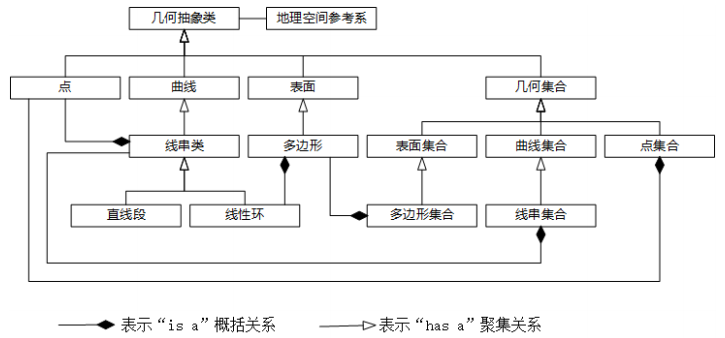 几何抽象类
地理空间参考系
点
曲线
表面
几何集合
线串类
多边形
表面集合
曲线集合
点集合
直线段
线性环
多边形集合
线串集合
表示“is a”概括关系
表示“has a”聚集关系